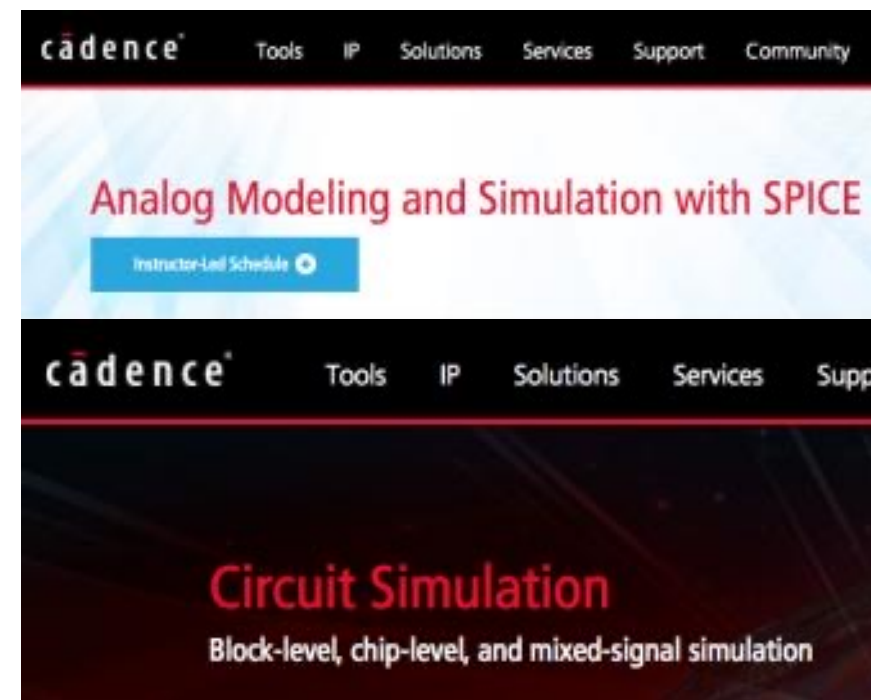 cādence®
Tools IP Solutions Services Support Community
Analog Modeling and Simulation with SPICE
Instructor-Led Schedule
cādence®
Tools IP Solutions Services Supp
Circuit Simulation
Block-level, chip-level, and mixed-signal simulation